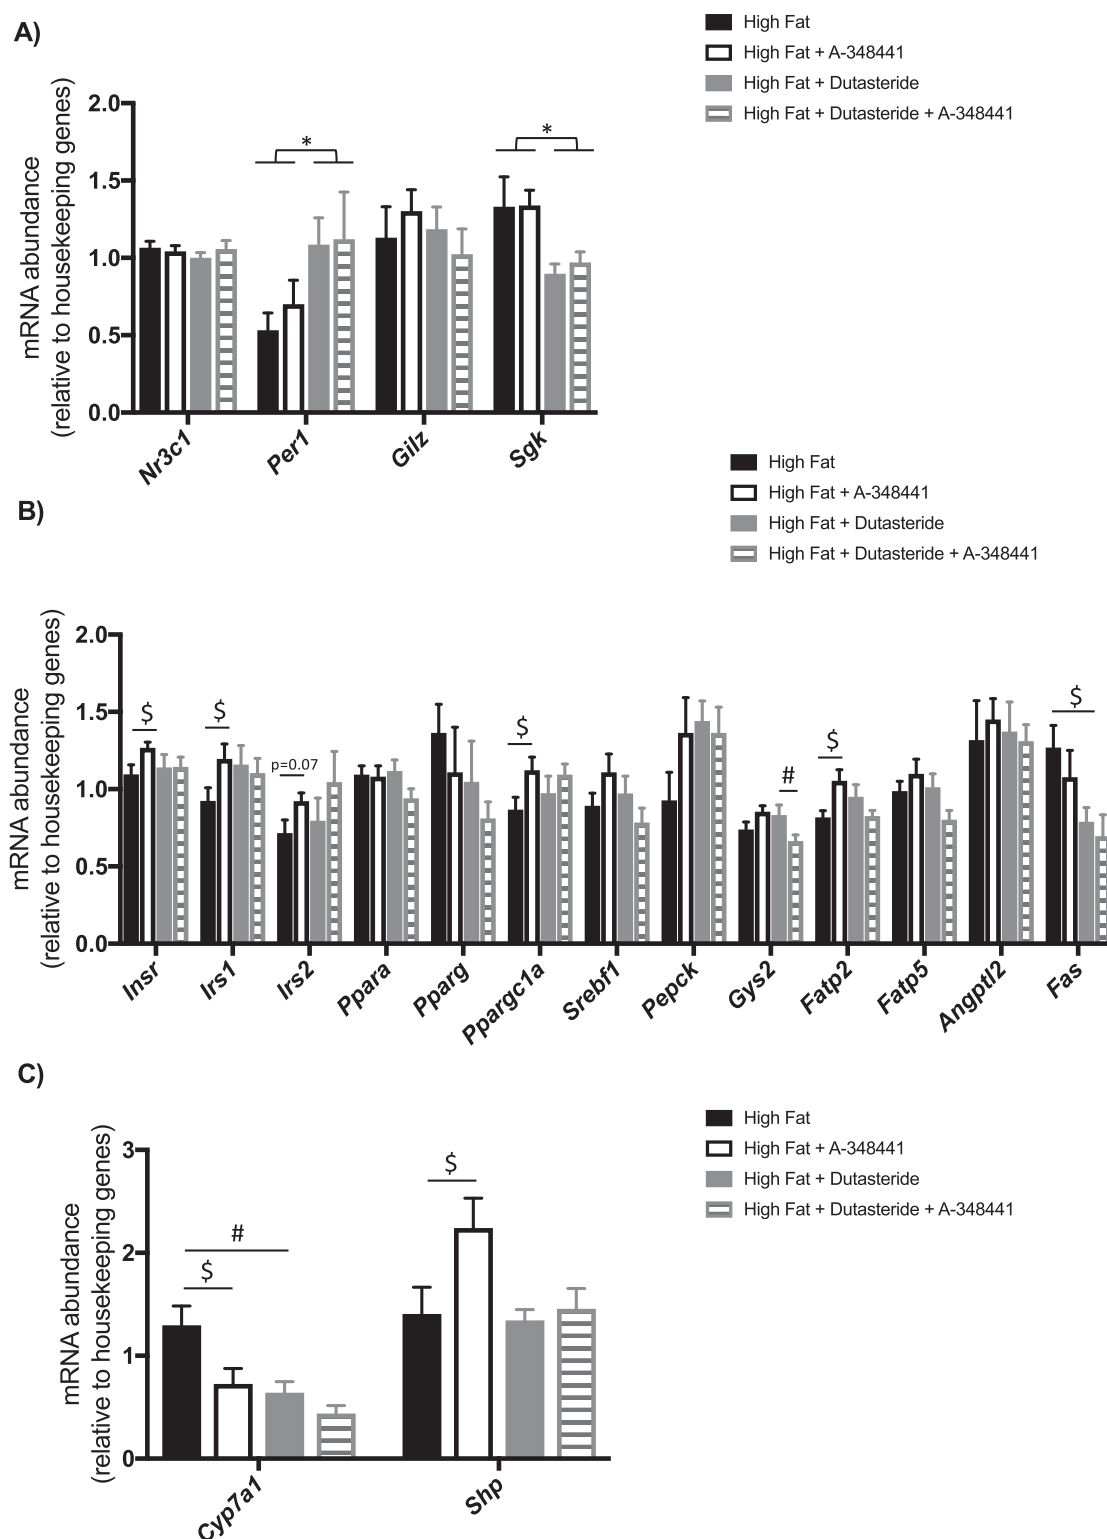 A)
High Fat
High Fat + A-348441
High Fat + Dutasteride
High Fat + Dutasteride + A-348441
mRNA abundance
(relative to housekeeping genes)
2.0
1.5
1.0
0.5
0.0
*
*
Nr3c1
Per1
Gilz
Sgk
B)
High Fat
High Fat + A-348441
High Fat + Dutasteride
High Fat + Dutasteride + A-348441
mRNA abundance
(relative to housekeeping genes)
2.0
1.5
1.0
0.5
0.0
$
$
p=0.07
$
#
$
$
Insr
Irs1
Irs2
Ppara
Pparg
Ppargc1a
Srebf1
Pepck
Gys2
Fatp2
Fatp5
Angptl2
Fas
C)
High Fat
High Fat + A-348441
High Fat + Dutasteride
High Fat + Dutasteride + A-348441
mRNA abundance
(relative to housekeeping genes)
3
2
1
0
#
$
$
Cyp7a1
Shp